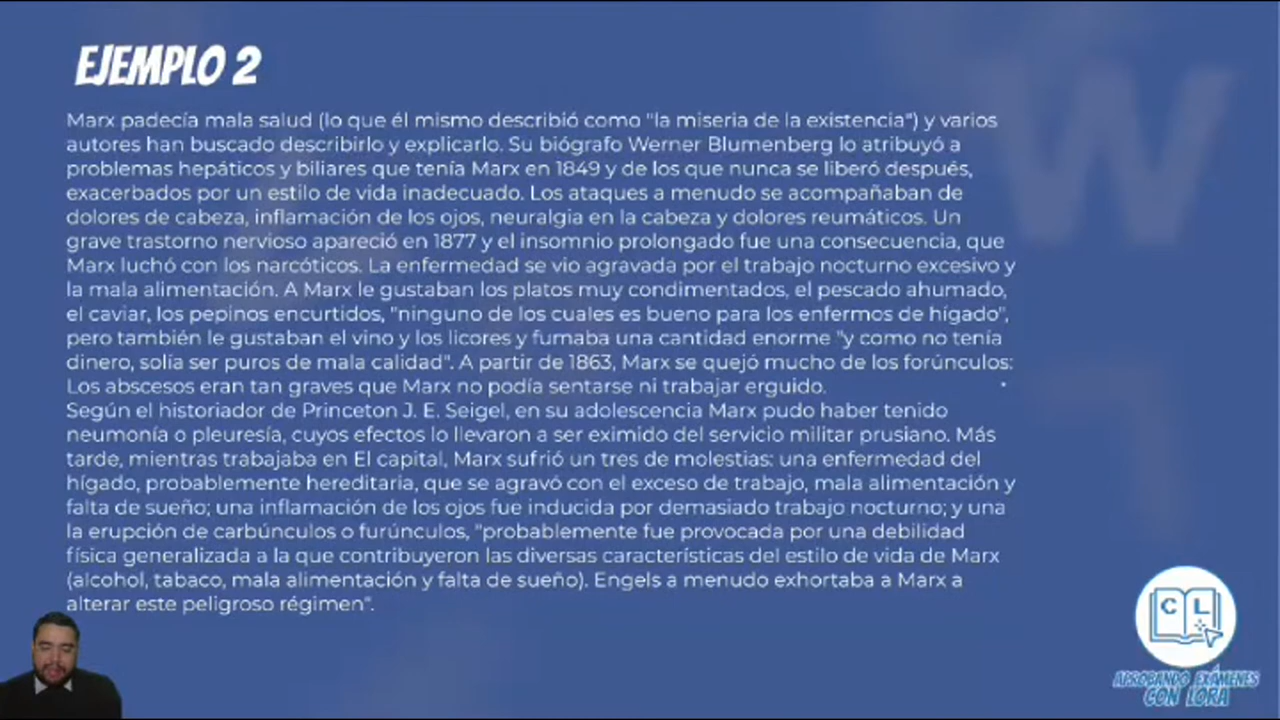 EJEMPLO 2
Marx padecía mala salud (lo que él mismo describió como "la miseria de la existencia") y varios
autores han buscado describirlo y explicarlo. Su biógrafo Werner Blumenberg lo atribuyó a
problemas hepáticos y biliares que tenía Marx en 1849 y de los que nunca se liberó después,
exacerbados por un estilo de vida inadecuado. Los ataques a menudo se acompañaban de
dolores de cabeza, inflamación de los ojos, neuralgia en la cabeza y dolores reumáticos. Un
grave trastorno nervioso apareció en 1877 y el insomnio prolongado fue una consecuencia, que
Marx luchó con los narcóticos. La enfermedad se vio agravada por el trabajo nocturno excesivo y
la mala alimentación. A Marx le gustaban los platos muy condimentados, el pescado ahumado,
el caviar, los pepinos encurtidos, "ninguno de los cuales es bueno para los enfermos de hígado",
pero también le gustaban el vino y los licores y fumaba una cantidad enorme "y como no tenía
dinero, solía ser puros de mala calidad". A partir de 1863, Marx se quejó mucho de los forúnculos:
Los abscesos eran tan graves que Marx no podía sentarse ni trabajar erguido.
Según el historiador de Princeton J. E. Seigel, en su adolescencia Marx pudo haber tenido
neumonía o pleuresía, cuyos efectos lo llevaron a ser eximido del servicio militar prusiano. Más
tarde, mientras trabajaba en El capital, Marx sufrió un tres de molestias: una enfermedad del
hígado, probablemente hereditaria, que se agravó con el exceso de trabajo, mala alimentación y
falta de sueño; una inflamación de los ojos fue inducida por demasiado trabajo nocturno; y una
la erupción de carbúnculos o furúnculos, "probablemente fue provocada por una debilidad
física generalizada a la que contribuyeron las diversas características del estilo de vida de Marx
(alcohol, tabaco, mala alimentación y falta de sueño). Engels a menudo exhortaba a Marx a
alterar este peligroso régimen".
W
C L
APROBANDO EXÁMENES
CON LORA